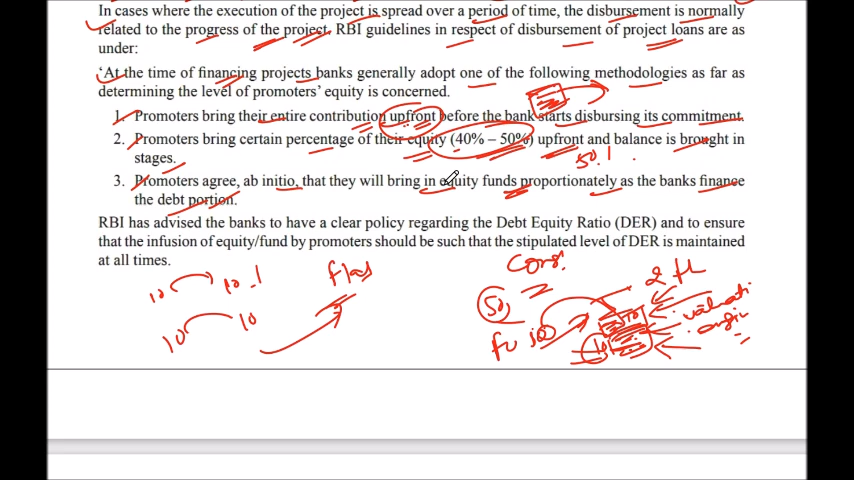 In cases where the execution of the project is spread over a period of time, the disbursement is normally
related to the progress of the project. RBI guidelines in respect of disbursement of project loans are as
under:
‘At the time of financing projects banks generally adopt one of the following methodologies as far as
determining the level of promoters’ equity is concerned.
1. Promoters bring their entire contribution upfront before the bank starts disbursing its commitment.
2. Promoters bring certain percentage of their equity (40% – 50%) upfront and balance is brought in
stages.
50.1
3. Promoters agree, ab initio, that they will bring in equity funds proportionately as the banks finance
the debt portion.
RBI has advised the banks to have a clear policy regarding the Debt Equity Ratio (DER) and to ensure
that the infusion of equity/fund by promoters should be such that the stipulated level of DER is maintained
at all times.
10 10.1
10 10
50